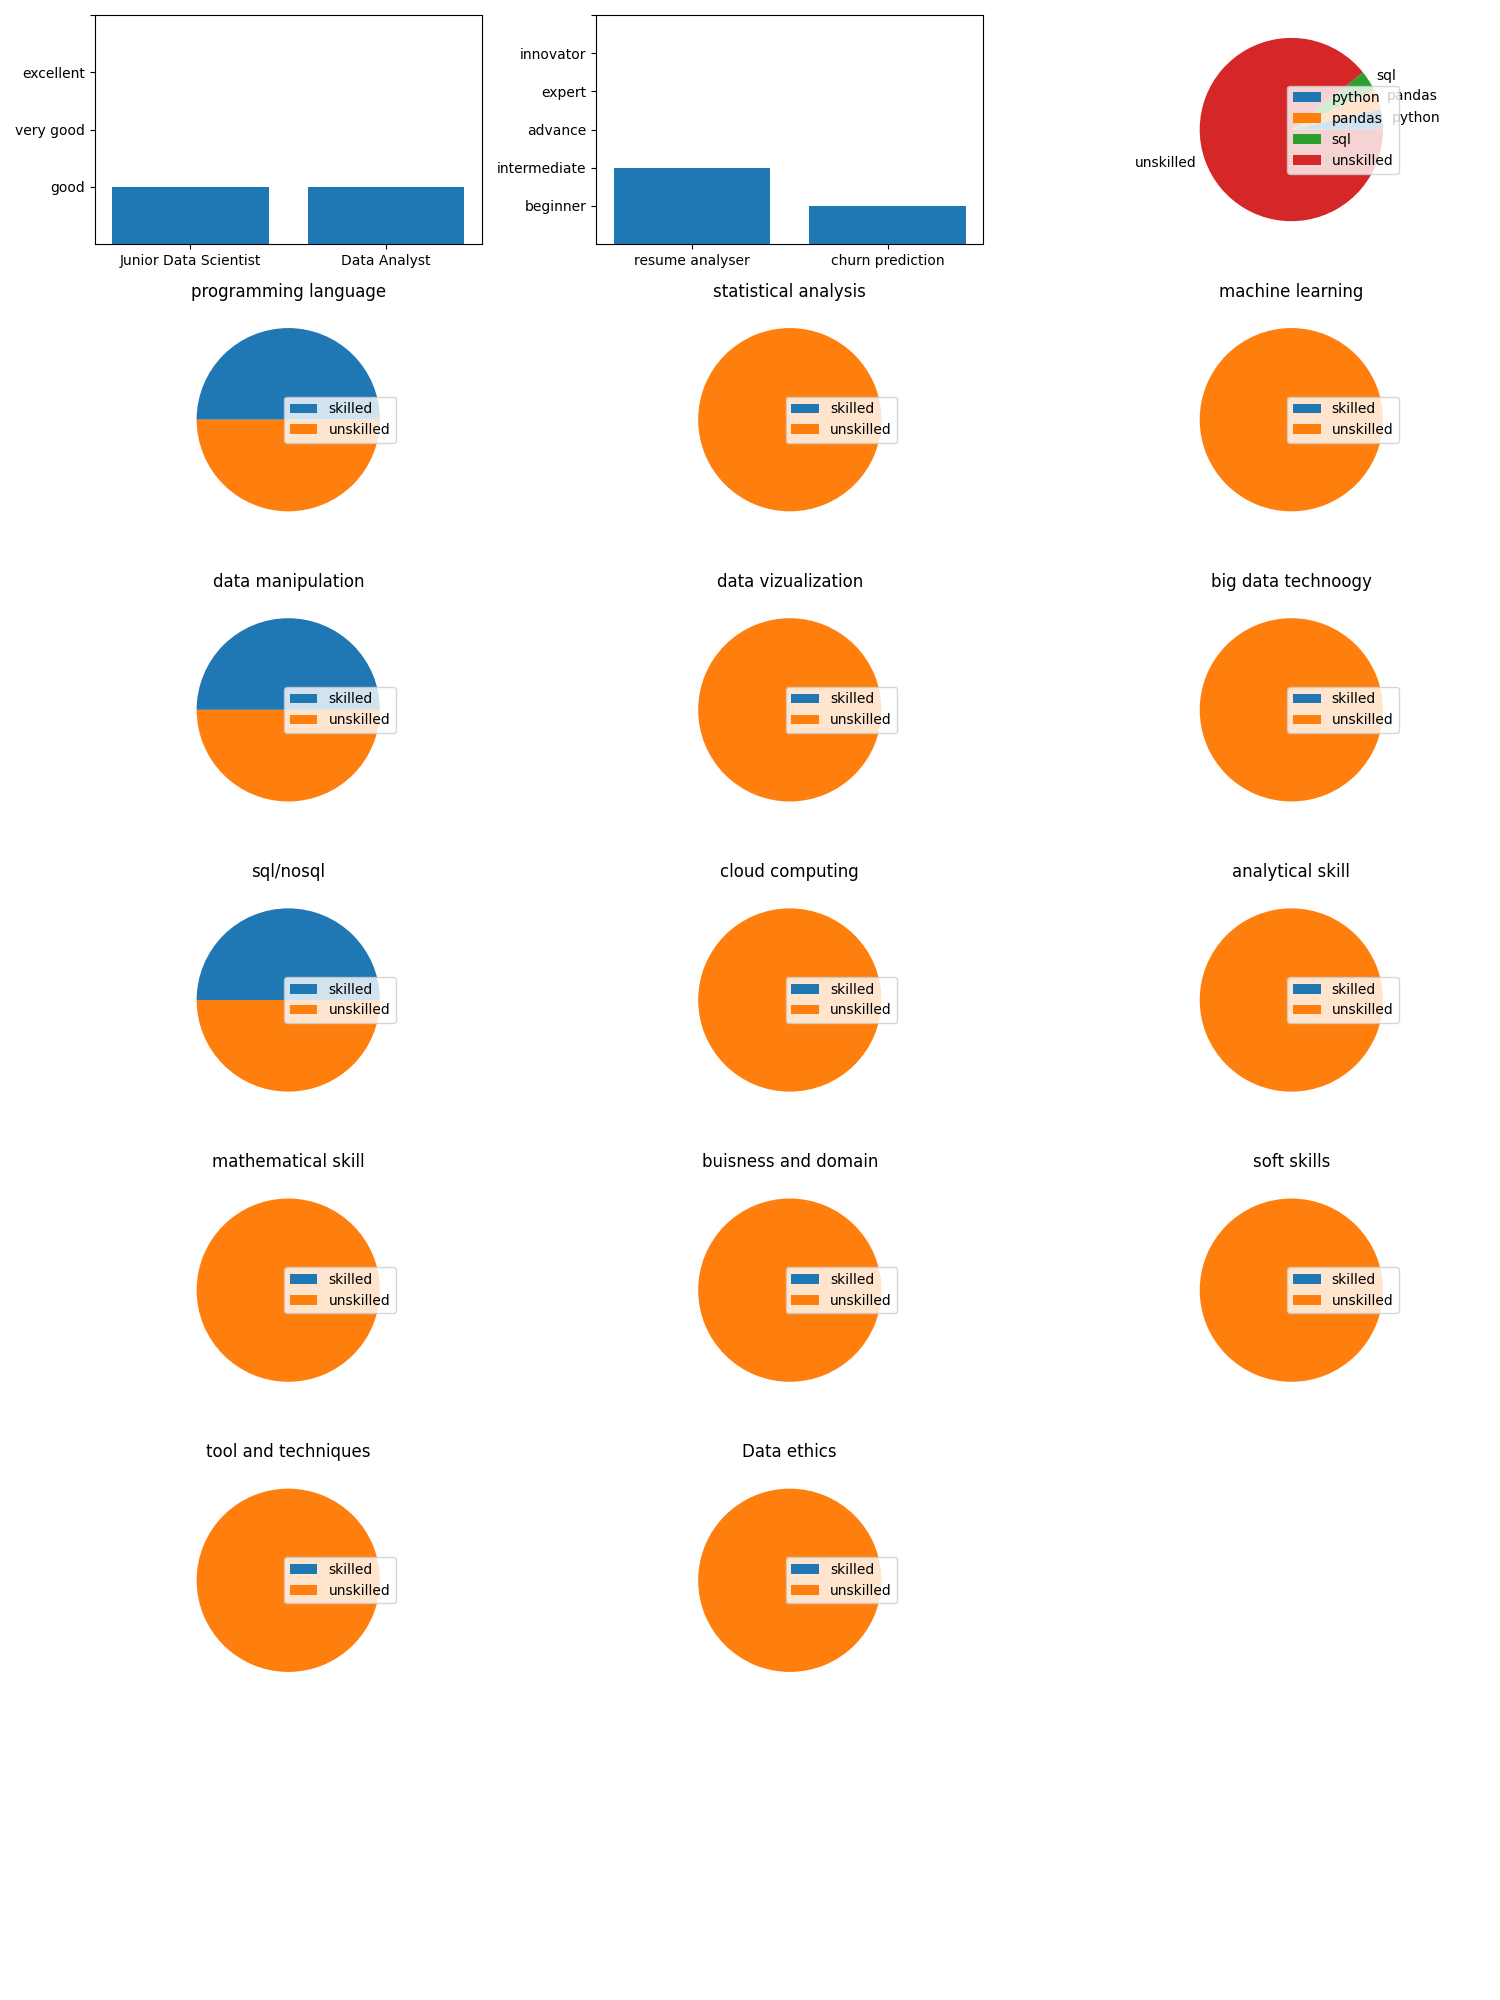 excellent
very good
good
Junior Data Scientist
Data Analyst
innovator
expert
advance
intermediate
beginner
resume analyser
churn prediction
sql
pandas
python
unskilled
python
pandas
sql
unskilled
programming language
skilled
unskilled
statistical analysis
skilled
unskilled
machine learning
skilled
unskilled
data manipulation
skilled
unskilled
data vizualization
skilled
unskilled
big data technoogy
skilled
unskilled
sql/nosql
skilled
unskilled
cloud computing
skilled
unskilled
analytical skill
skilled
unskilled
mathematical skill
skilled
unskilled
buisness and domain
skilled
unskilled
soft skills
skilled
unskilled
tool and techniques
skilled
unskilled
Data ethics
skilled
unskilled